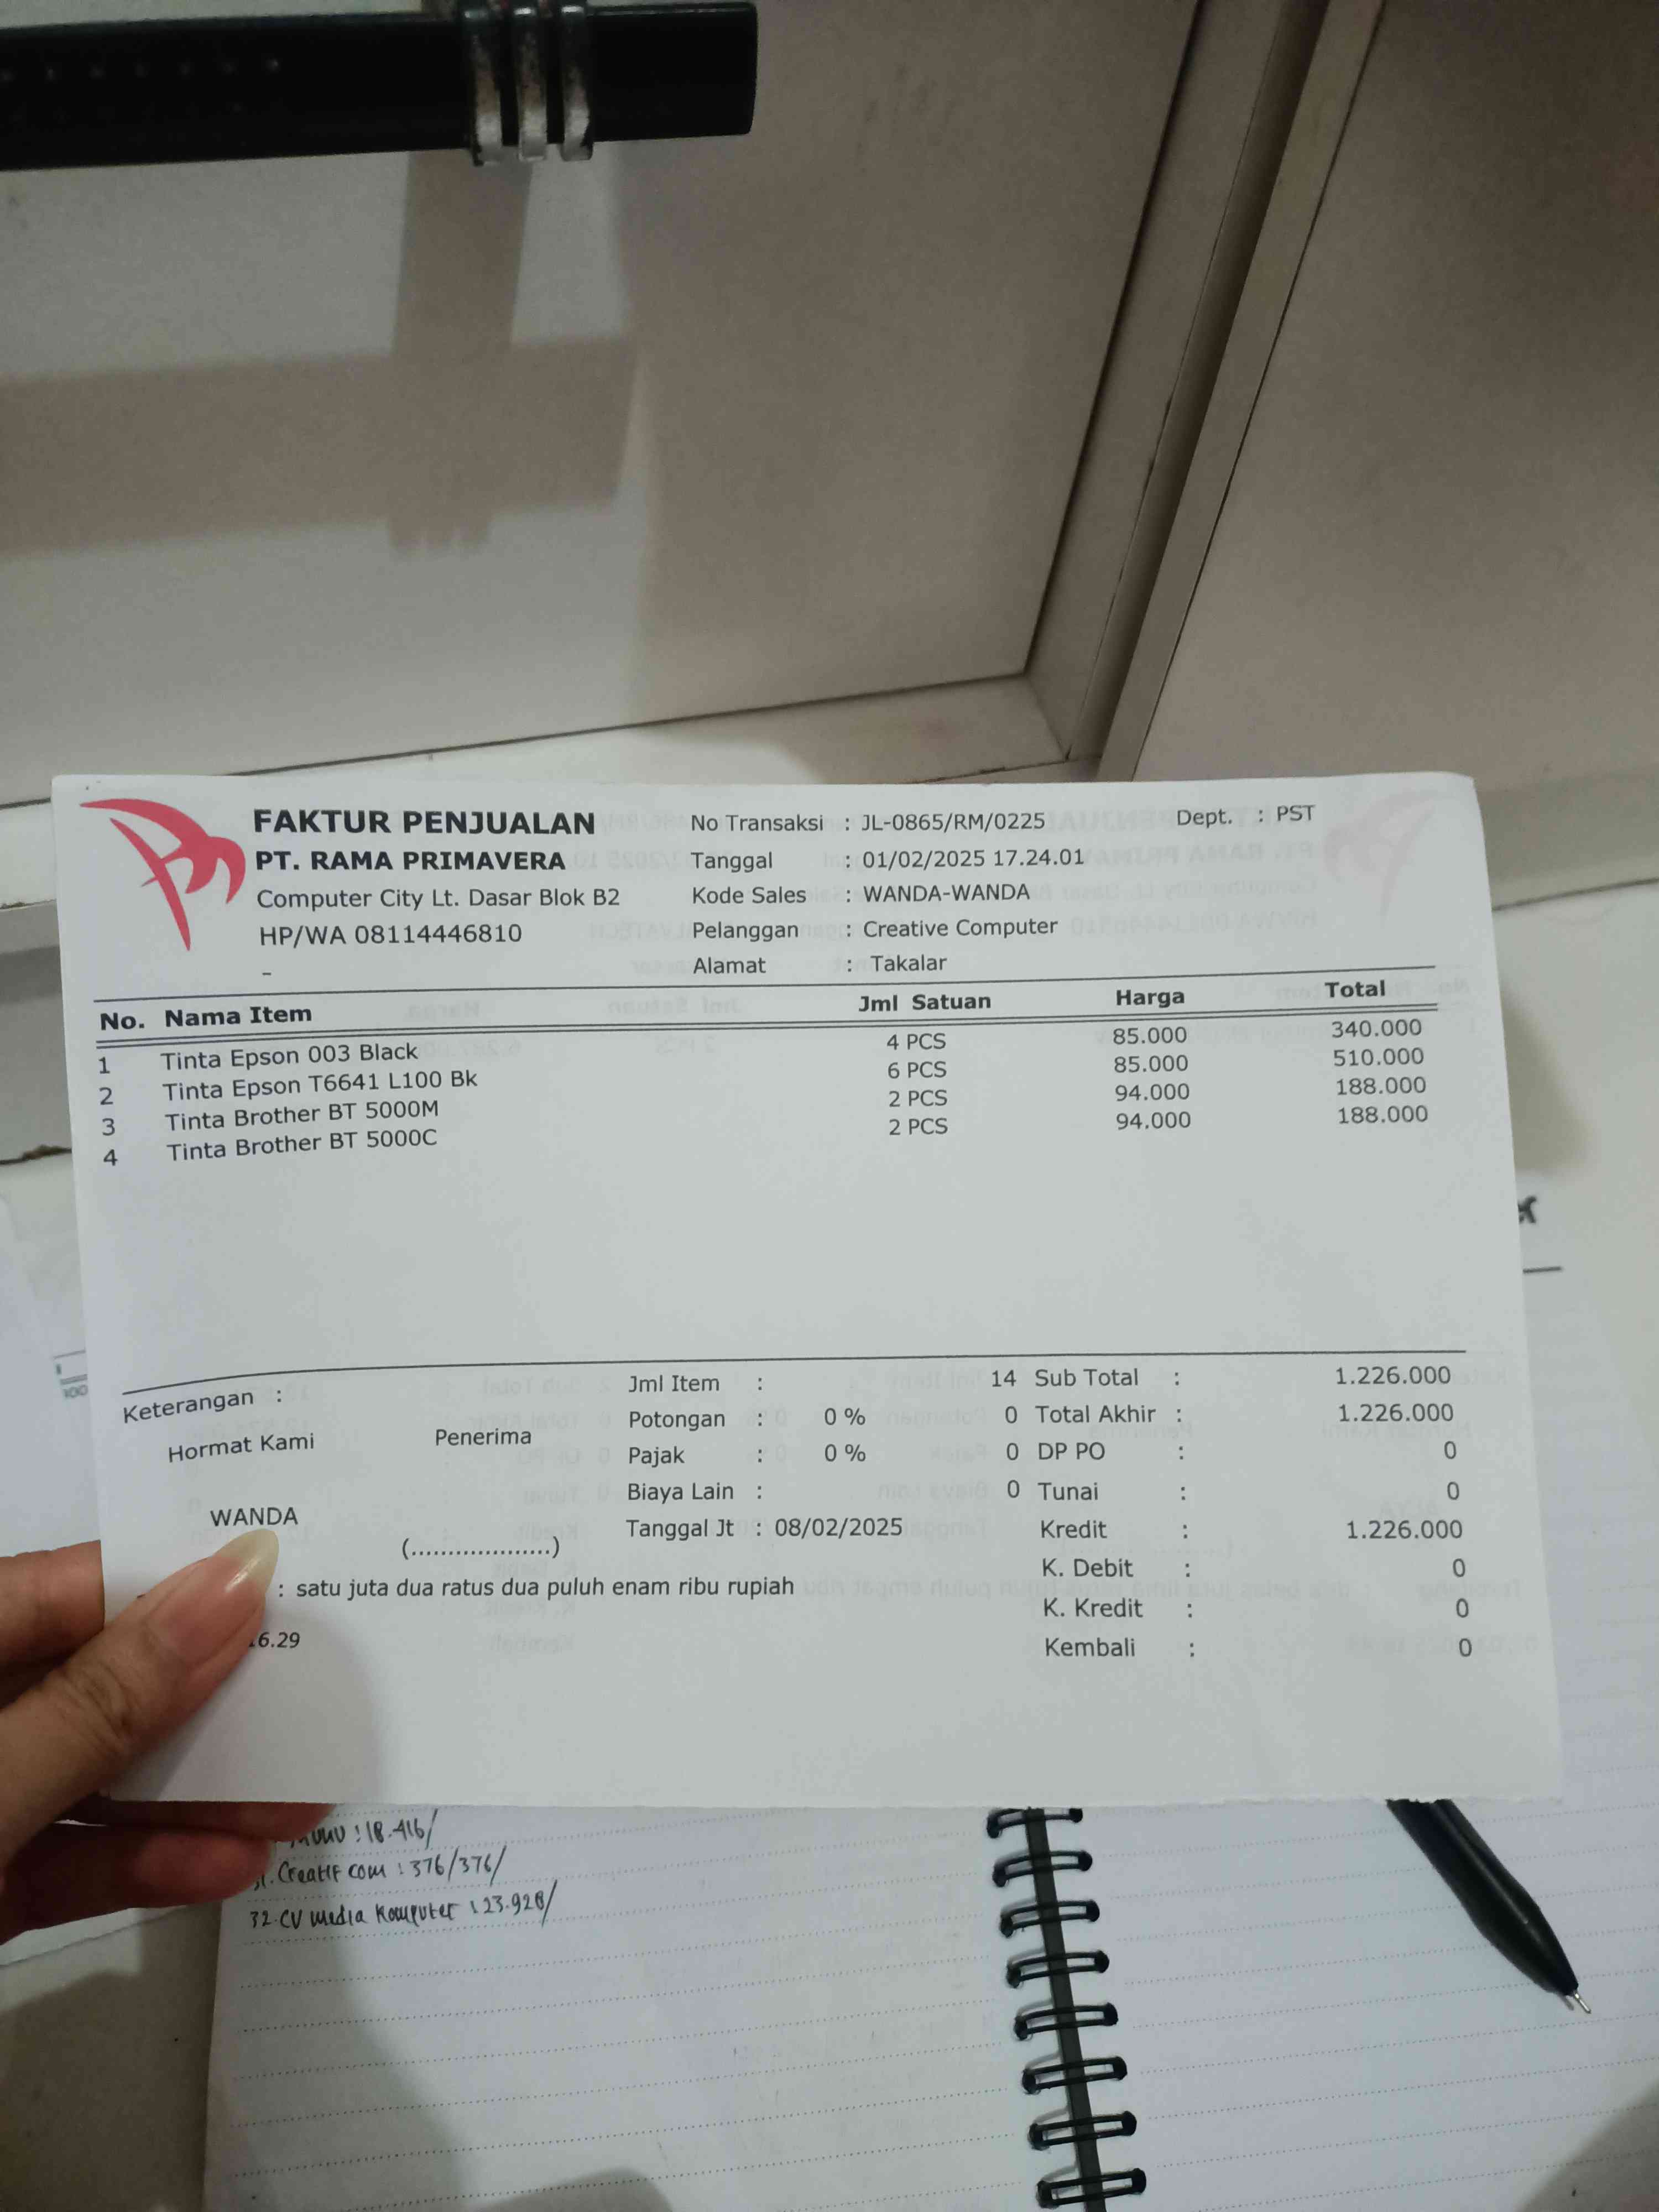 FAKTUR PENJUALAN
PT. RAMA PRIMAVERA
Computer City Lt. Dasar Blok B2
HP/WA 08114446810
-
No Transaksi : JL-0865/RM/0225
Tanggal : 01/02/2025 17.24.01
Kode Sales : WANDA-WANDA
Pelanggan : Creative Computer
Alamat : Takalar
Dept. : PST
No. Nama Item Jml Satuan Harga Total
1 Tinta Epson 003 Black 4 PCS 85.000 340.000
2 Tinta Epson T6641 L100 Bk 6 PCS 85.000 510.000
3 Tinta Brother BT 5000M 2 PCS 94.000 188.000
4 Tinta Brother BT 5000C 2 PCS 94.000 188.000
Keterangan :
Hormat Kami Penerima
WANDA
(...................)
Jml Item : 14
Potongan : 0 % 0
Pajak : 0 % 0
Biaya Lain : 0
Tanggal Jt : 08/02/2025
Sub Total : 1.226.000
Total Akhir : 1.226.000
DP PO : 0
Tunai : 0
Kredit : 1.226.000
K. Debit : 0
K. Kredit : 0
Kembali : 0
: satu juta dua ratus dua puluh enam ribu rupiah
6.29
: 18.416/
Creatif com : 376/376/
32. CV Media Komputer : 23.928/